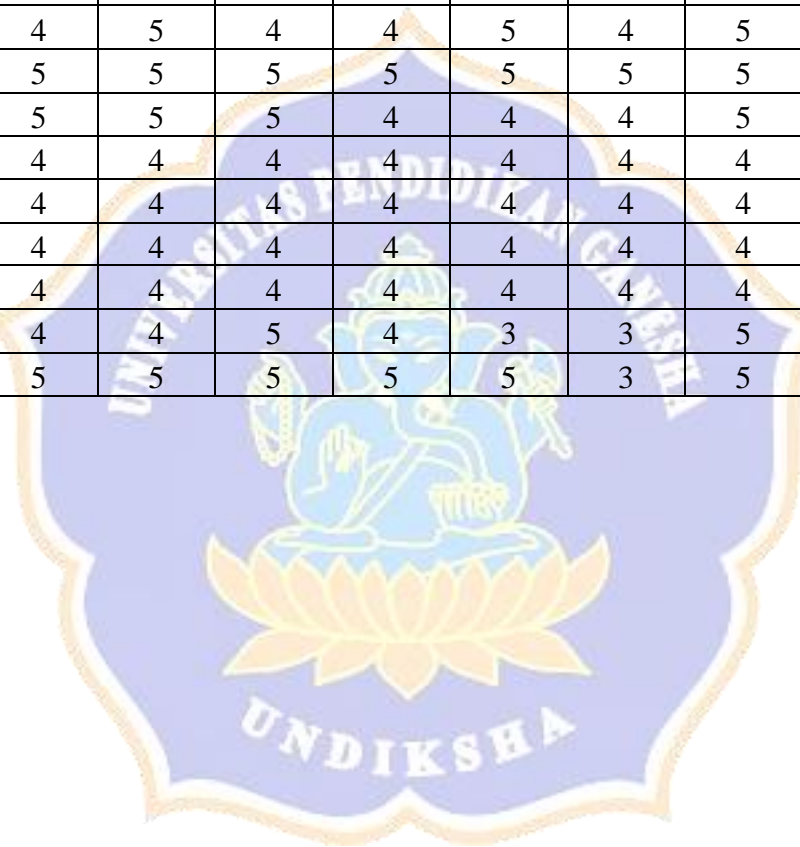 4 5 4 4 5 4 5
5 5 5 5 5 5 5
5 5 5 4 4 4 5
4 4 4 4 4 4 4
4 4 4 4 4 4 4
4 4 4 4 4 4 4
4 4 4 4 4 4 4
4 4 5 4 3 3 5
5 5 5 5 5 3 5
UNIVERSITAS PENDIDIKAN GANESHA
UNDIKSHA